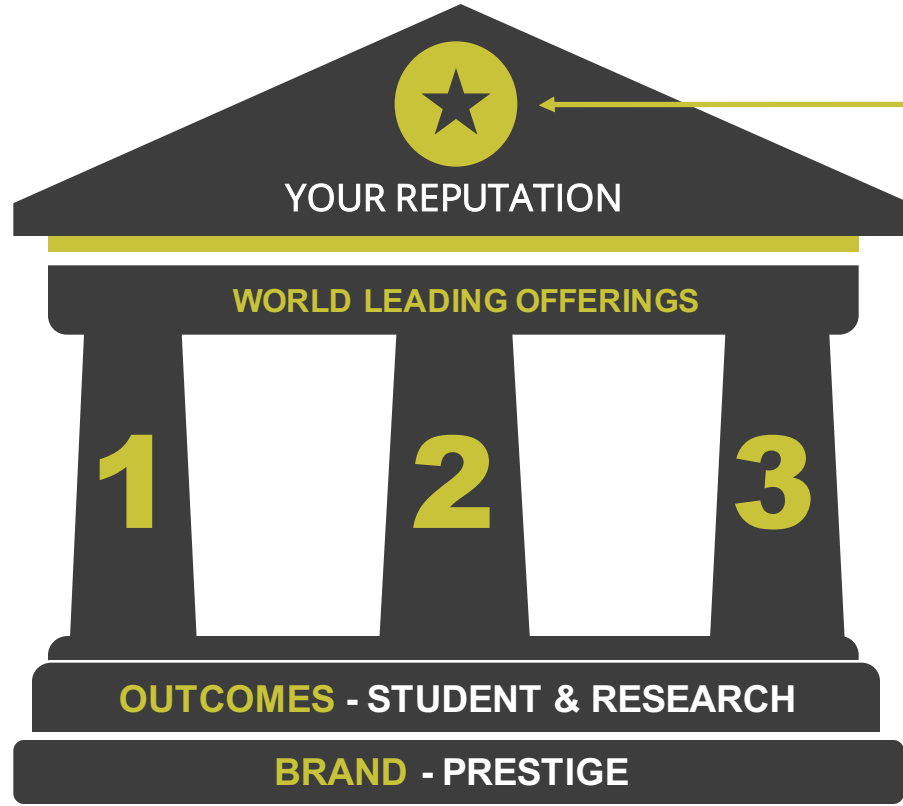 YOUR REPUTATION
WORLD LEADING OFFERINGS
1 2 3
OUTCOMES - STUDENT & RESEARCH
BRAND - PRESTIGE